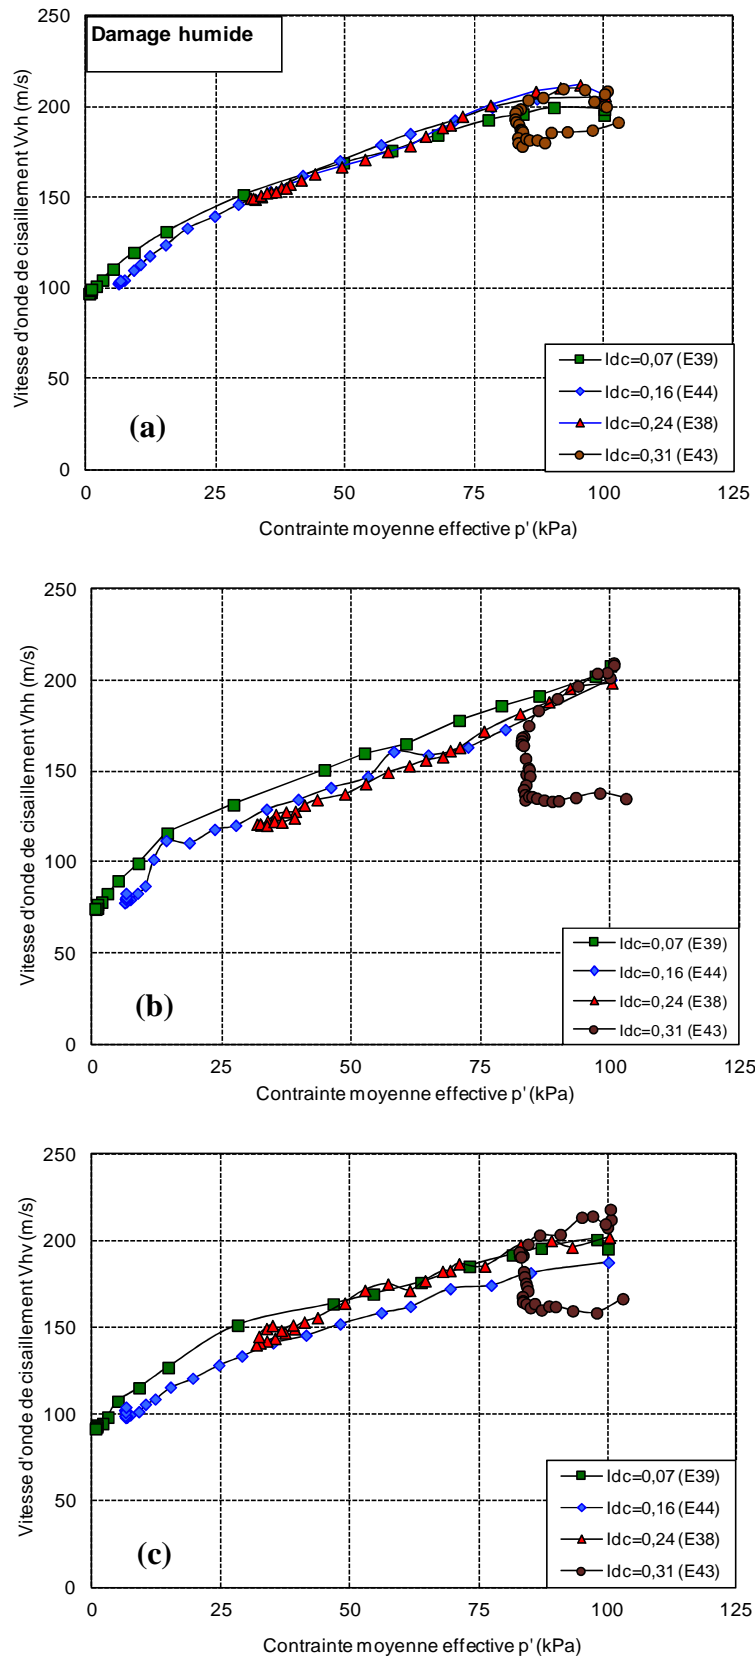 Damage humide
Vitesse d'onde de cisaillement Vvh (m/s)
250
200
150
100
50
0
0 25 50 75 100 125
Contrainte moyenne effective p' (kPa)
(a)
Idc=0,07 (E39)
Idc=0,16 (E44)
Idc=0,24 (E38)
Idc=0,31 (E43)
Vitesse d'onde de cisaillement Vhh (m/s)
250
200
150
100
50
0
0 25 50 75 100 125
Contrainte moyenne effective p' (kPa)
(b)
Idc=0,07 (E39)
Idc=0,16 (E44)
Idc=0,24 (E38)
Idc=0,31 (E43)
Vitesse d'onde de cisaillement Vhv (m/s)
250
200
150
100
50
0
0 25 50 75 100 125
Contrainte moyenne effective p' (kPa)
(c)
Idc=0,07 (E39)
Idc=0,16 (E44)
Idc=0,24 (E38)
Idc=0,31 (E43)